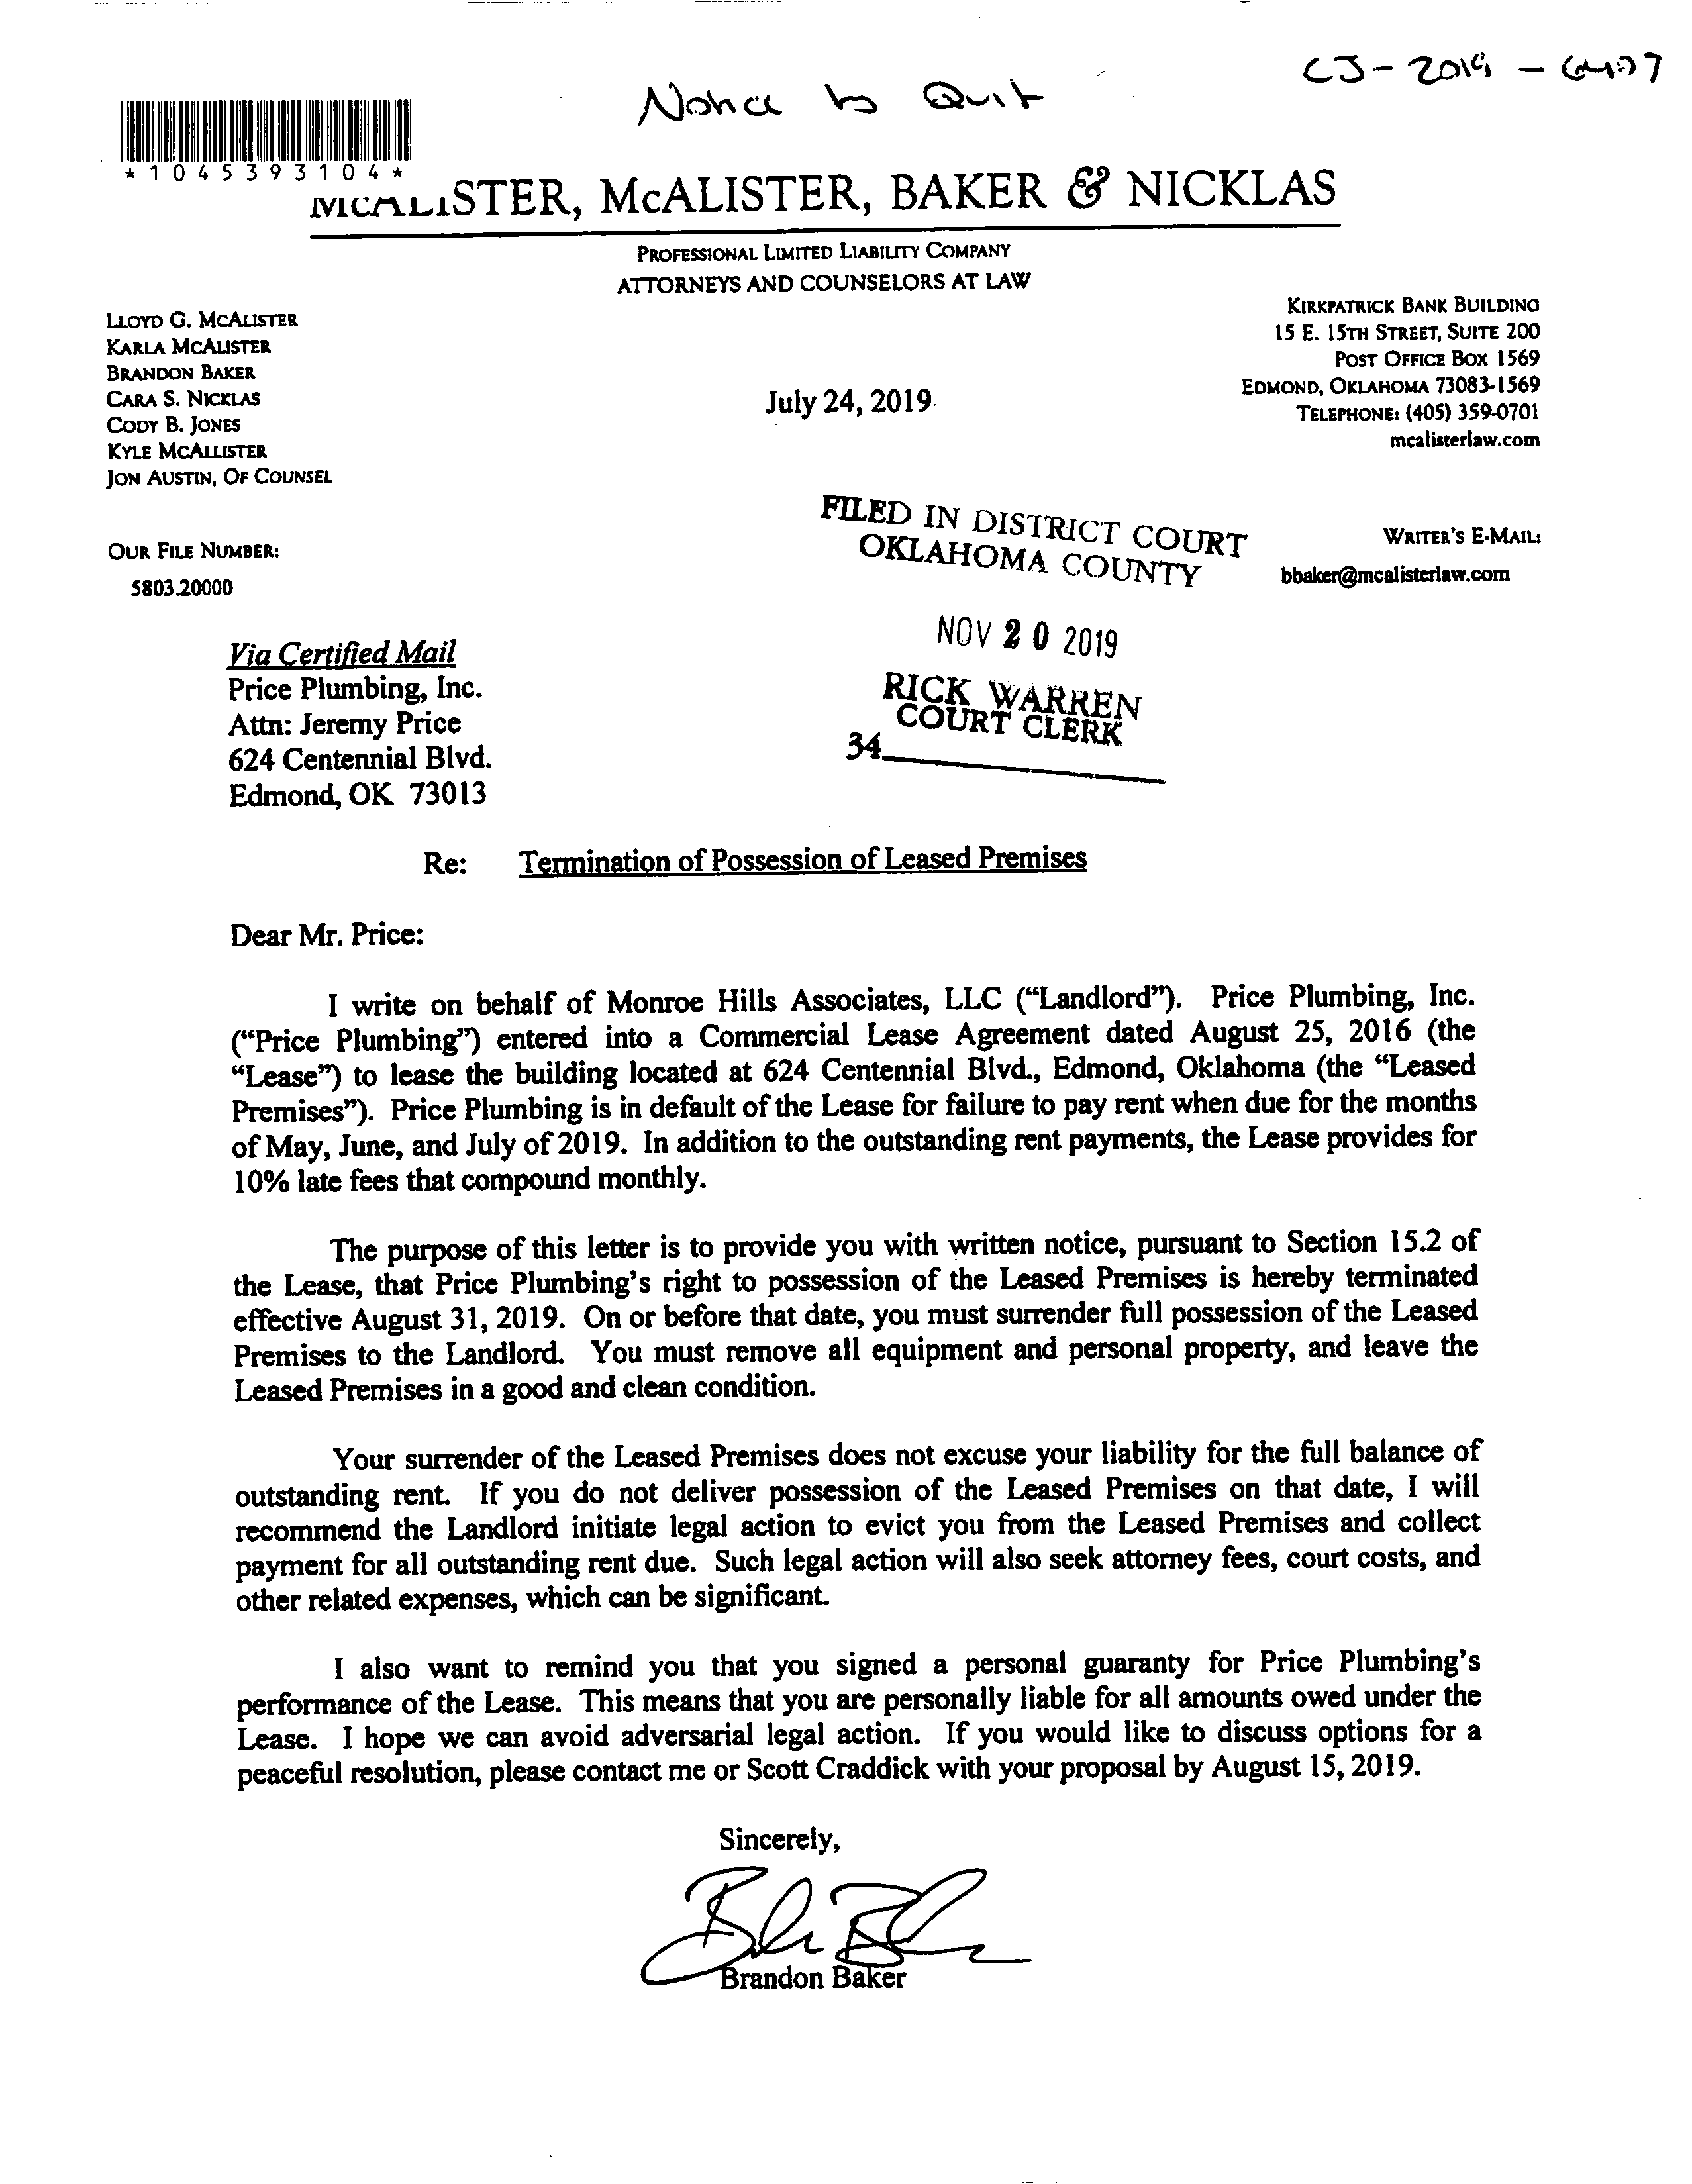 CJ-2019-6407
Notice to Quit
*1045393104*
McALISTER, McALISTER, BAKER & NICKLAS
PROFESSIONAL LIMITED LIABILITY COMPANY
ATTORNEYS AND COUNSELORS AT LAW
LLOYD G. MCALISTER
KARLA MCALISTER
BRANDON BAKER
CARA S. NICKLAS
CODY B. JONES
KYLE MCALLISTER
JON AUSTIN, OF COUNSEL
KIRKPATRICK BANK BUILDING
15 E. 15TH STREET, SUITE 200
POST OFFICE BOX 1569
EDMOND, OKLAHOMA 73083-1569
TELEPHONE: (405) 359-0701
mcalisterlaw.com
July 24, 2019
FILED IN DISTRICT COURT
OKLAHOMA COUNTY
OUR FILE NUMBER:
5803.20000
WRITER'S E-MAIL:
bbaker@mcalisterlaw.com
NOV 20 2019
RICK WARREN
COURT CLERK
34
Via Certified Mail
Price Plumbing, Inc.
Attn: Jeremy Price
624 Centennial Blvd.
Edmond, OK 73013
Re: Termination of Possession of Leased Premises
Dear Mr. Price:
I write on behalf of Monroe Hills Associates, LLC (“Landlord”). Price Plumbing, Inc.
(“Price Plumbing”) entered into a Commercial Lease Agreement dated August 25, 2016 (the
“Lease”) to lease the building located at 624 Centennial Blvd., Edmond, Oklahoma (the “Leased
Premises”). Price Plumbing is in default of the Lease for failure to pay rent when due for the months
of May, June, and July of 2019. In addition to the outstanding rent payments, the Lease provides for
10% late fees that compound monthly.
The purpose of this letter is to provide you with written notice, pursuant to Section 15.2 of
the Lease, that Price Plumbing's right to possession of the Leased Premises is hereby terminated
effective August 31, 2019. On or before that date, you must surrender full possession of the Leased
Premises to the Landlord. You must remove all equipment and personal property, and leave the
Leased Premises in a good and clean condition.
Your surrender of the Leased Premises does not excuse your liability for the full balance of
outstanding rent. If you do not deliver possession of the Leased Premises on that date, I will
recommend the Landlord initiate legal action to evict you from the Leased Premises and collect
payment for all outstanding rent due. Such legal action will also seek attorney fees, court costs, and
other related expenses, which can be significant.
I also want to remind you that you signed a personal guaranty for Price Plumbing's
performance of the Lease. This means that you are personally liable for all amounts owed under the
Lease. I hope we can avoid adversarial legal action. If you would like to discuss options for a
peaceful resolution, please contact me or Scott Craddick with your proposal by August 15, 2019.
Sincerely,
Brandon Baker